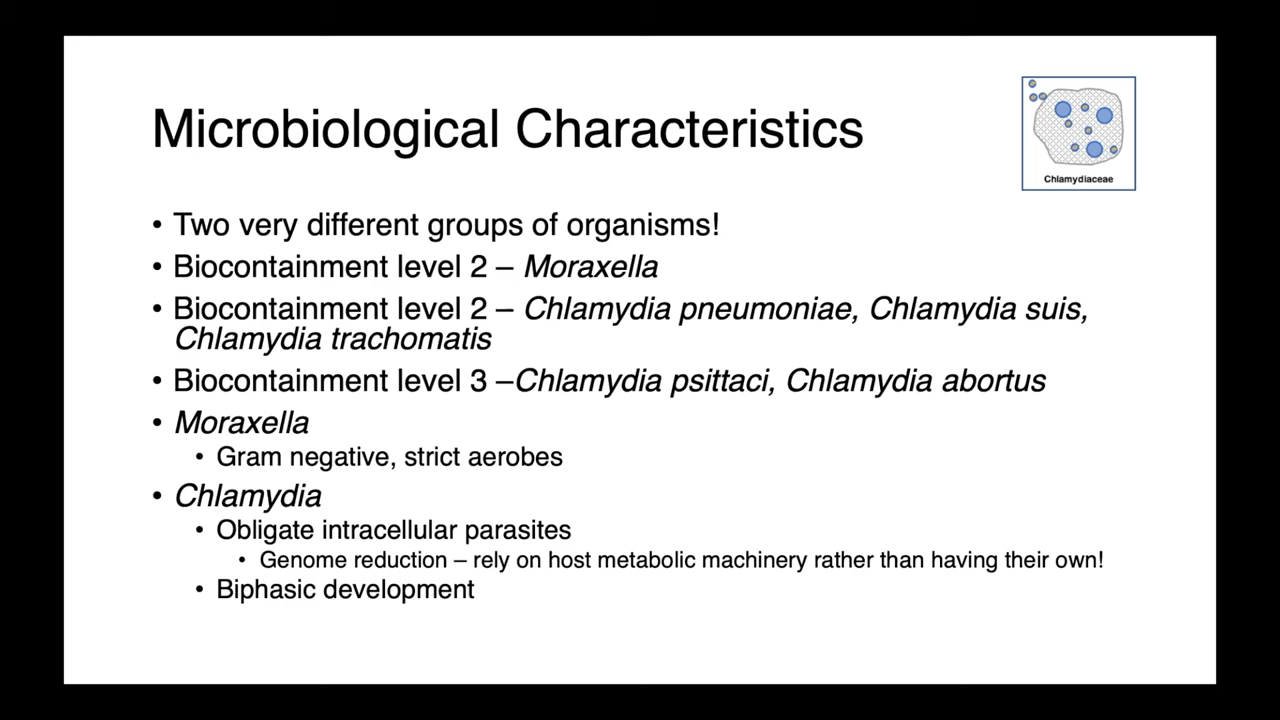 Microbiological Characteristics
Chlamydiaceae
• Two very different groups of organisms!
• Biocontainment level 2 – Moraxella
• Biocontainment level 2 – Chlamydia pneumoniae, Chlamydia suis,
Chlamydia trachomatis
• Biocontainment level 3 –Chlamydia psittaci, Chlamydia abortus
• Moraxella
• Gram negative, strict aerobes
• Chlamydia
• Obligate intracellular parasites
• Genome reduction – rely on host metabolic machinery rather than having their own!
• Biphasic development